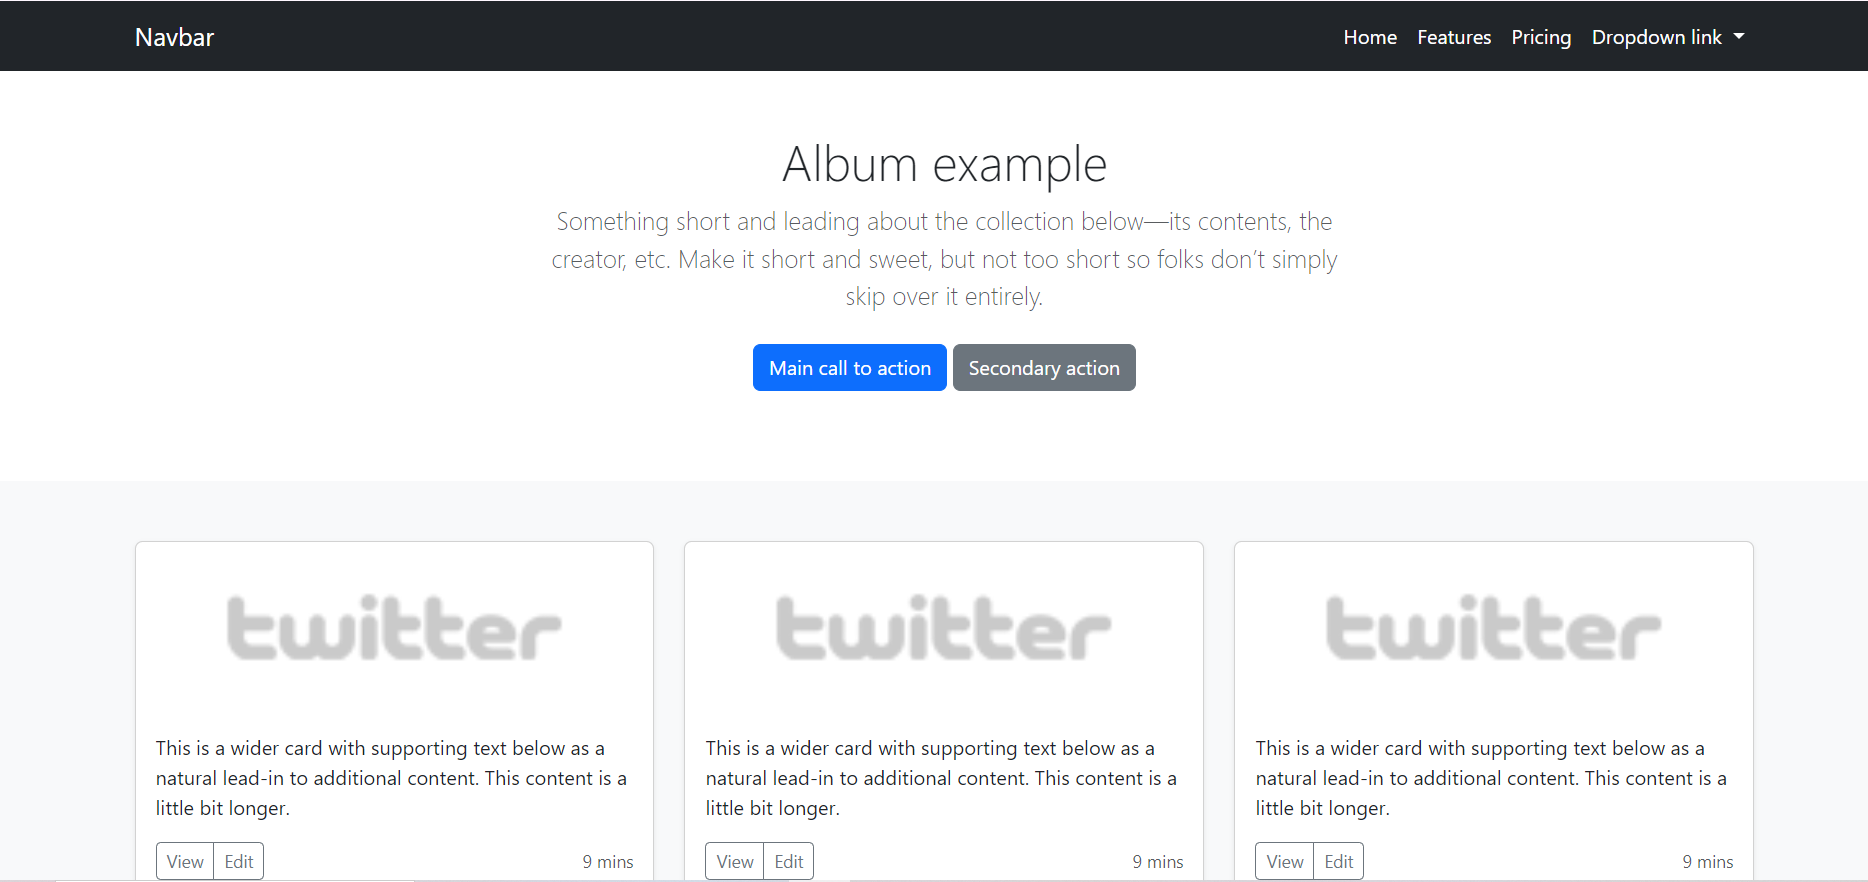 Navbar
Home Features Pricing Dropdown link
Album example
Something short and leading about the collection below—its contents, the
creator, etc. Make it short and sweet, but not too short so folks don’t simply
skip over it entirely.
Main call to action Secondary action
twitter
This is a wider card with supporting text below as a
natural lead-in to additional content. This content is a
little bit longer.
View Edit 9 mins
twitter
This is a wider card with supporting text below as a
natural lead-in to additional content. This content is a
little bit longer.
View Edit 9 mins
twitter
This is a wider card with supporting text below as a
natural lead-in to additional content. This content is a
little bit longer.
View Edit 9 mins